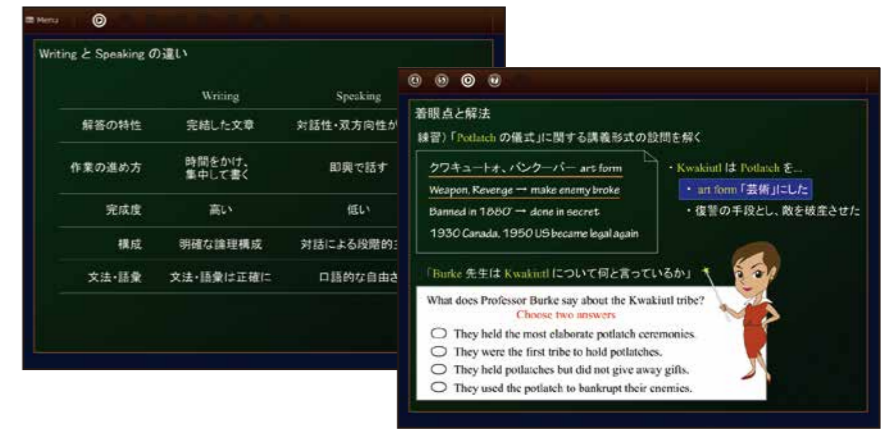 Menu
Writing と Speaking の違い
Writing Speaking
解答の特性 完結した文章 対話性・双方向性が
作業の進め方 時間をかけ、 即興で話す
集中して書く
完成度 高い 低い
構成 明確な論理構成 対話による段階的
文法・語彙 文法・語彙は正確に 口語的な自由さ
着眼点と解法
練習)「Potlatch の儀式」に関する講義形式の設問を解く
クワキュートォ、バンクーバー art form
Weapon, Revenge → make enemy broke
Banned in 1880' → done in secret
1930 Canada, 1950 US became legal again
・Kwakiutl は Potlatch を...
・art form「芸術」にした
・復讐の手段とし、敵を破産させた
「Burke 先生は Kwakiutl について何と言っているか」
What does Professor Burke say about the Kwakiutl tribe?
Choose two answers
They held the most elaborate potlatch ceremonies.
They were the first tribe to hold potlatches.
They held potlatches but did not give away gifts.
They used the potlatch to bankrupt their enemies.